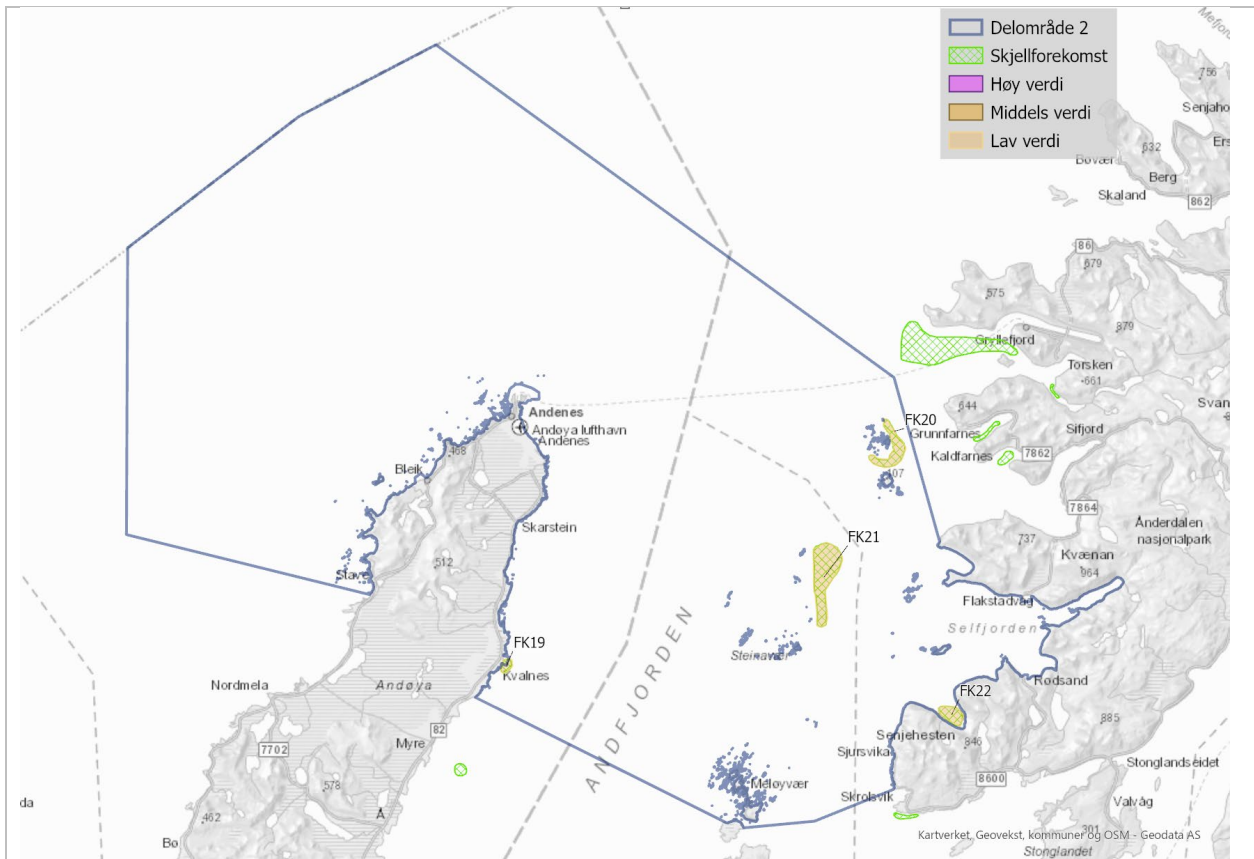 Delområde 2
Skjellforekomst
Høy verdi
Middels verdi
Lav verdi
Mefjord
756
Senjaho
632
Ers
Bøvær
Berg
Skaland
862
86
679
575
879
Gryllefjord
Torsken
661
Svan
644
FK20
Grunnfarnes
Sifjord
Kaldfarnes
7862
107
Andenes
Andøya lufthavn
Andenes
468
Bleik
Skarstein
7864
Ånderdalen
nasjonalpark
737
Kvænan
964
FK21
512
Stave
Flakstadvåg
Selfjorden
ANDFJORDEN
Steinavær
FK19
Kvalnes
Nordmela
Andøya
Rødsand
FK22
82
7702
Myre
885
Senjehesten
846
Sjursvika
Stonglandseidet
8600
Meløyvær
578
Skrolsvik
Valvåg
da
Å
462
Bø
301
Kartverket, Geovekst, kommuner og OSM - Geodata AS
Stonglandet